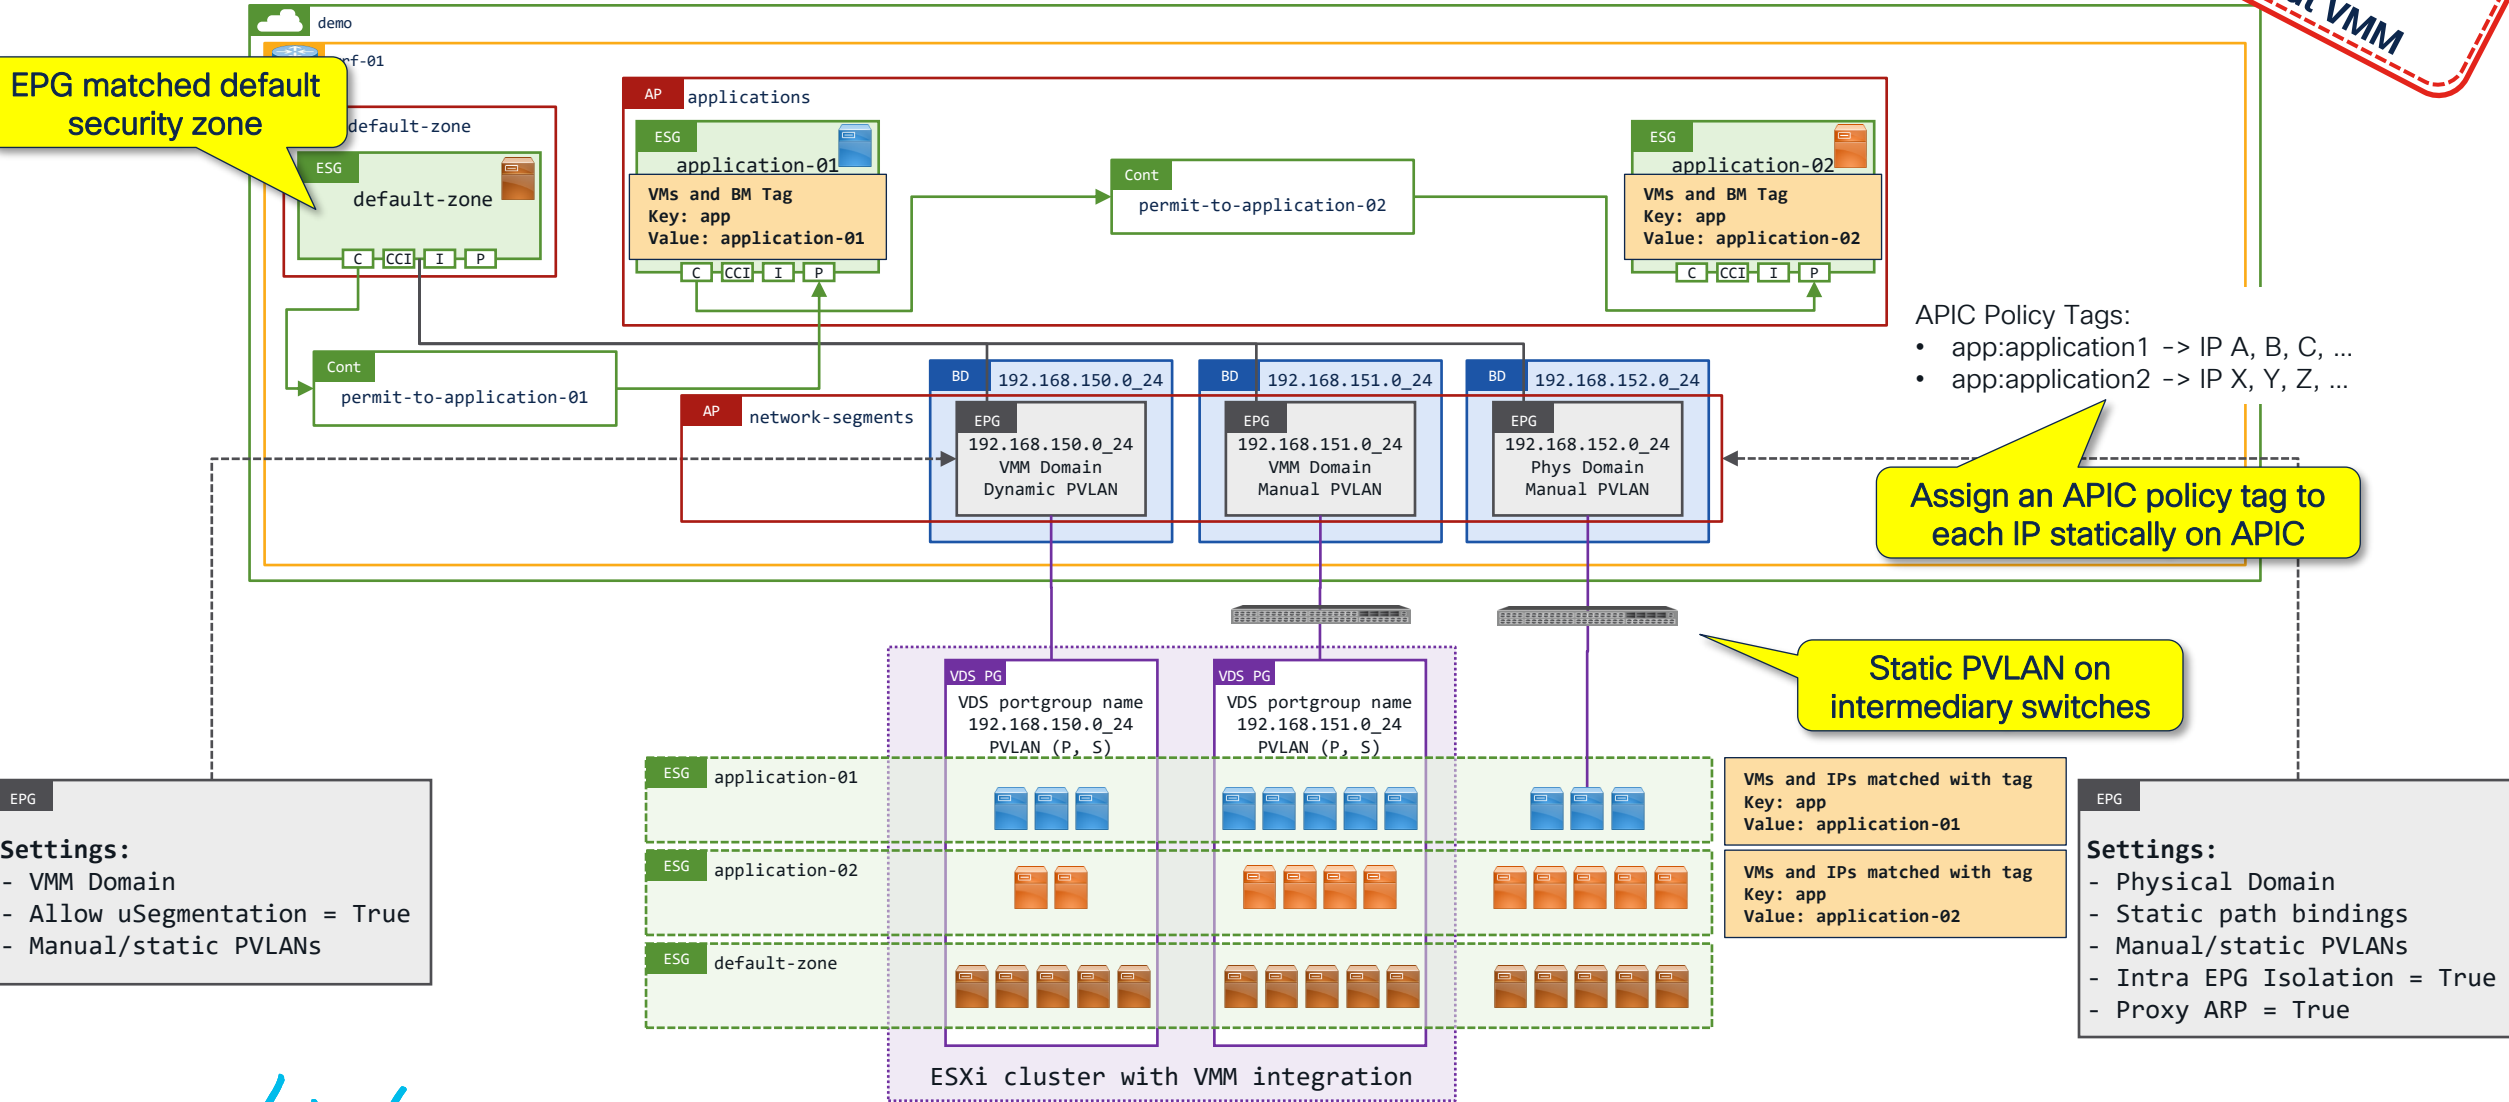 demo
rf-01
VMM
EPG matched default
security zone
default-zone
ESG
default-zone
C CCI I P
AP applications
ESG
application-01
VMs and BM Tag
Key: app
Value: application-01
C CCI I P
Cont
permit-to-application-02
ESG
application-02
VMs and BM Tag
Key: app
Value: application-02
C CCI I P
Cont
permit-to-application-01
APIC Policy Tags:
• app:application1 -> IP A, B, C, ...
• app:application2 -> IP X, Y, Z, ...
Assign an APIC policy tag to
each IP statically on APIC
AP network-segments
BD 192.168.150.0_24
EPG
192.168.150.0_24
VMM Domain
Dynamic PVLAN
BD 192.168.151.0_24
EPG
192.168.151.0_24
VMM Domain
Manual PVLAN
BD 192.168.152.0_24
EPG
192.168.152.0_24
Phys Domain
Manual PVLAN
Static PVLAN on
intermediary switches
VDS PG
VDS portgroup name
192.168.150.0_24
PVLAN (P, S)
VDS PG
VDS portgroup name
192.168.151.0_24
PVLAN (P, S)
ESG application-01
ESG application-02
ESG default-zone
VMs and IPs matched with tag
Key: app
Value: application-01
VMs and IPs matched with tag
Key: app
Value: application-02
ESXi cluster with VMM integration
EPG
Settings:
- VMM Domain
- Allow uSegmentation = True
- Manual/static PVLANs
EPG
Settings:
- Physical Domain
- Static path bindings
- Manual/static PVLANs
- Intra EPG Isolation = True
- Proxy ARP = True